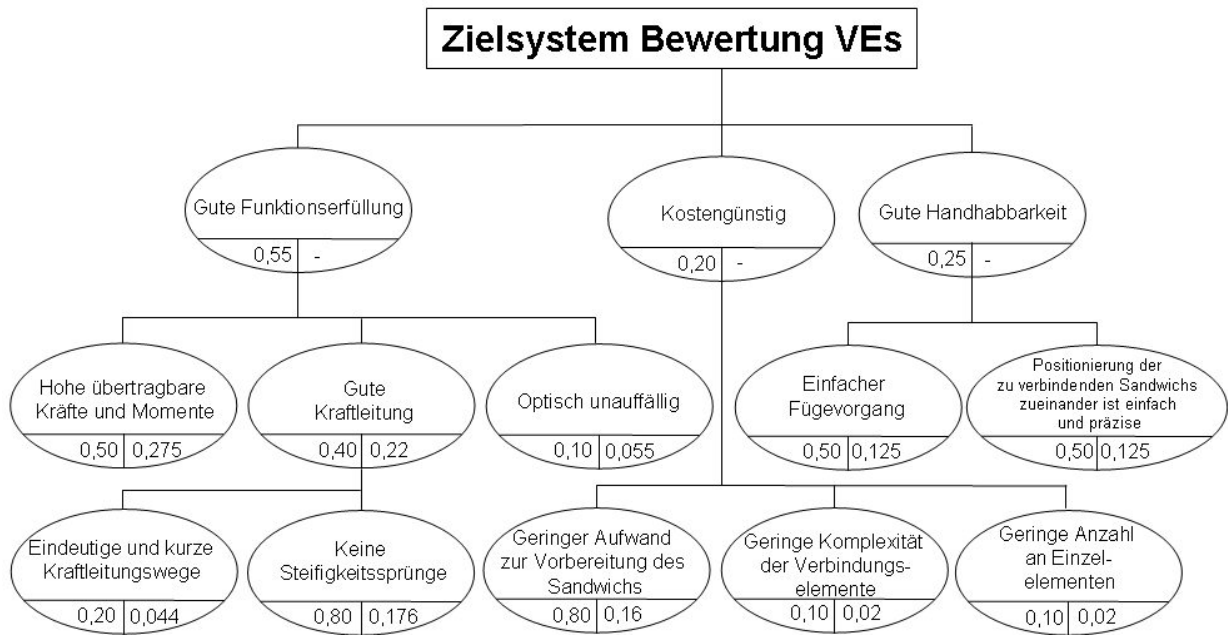 Zielsystem Bewertung VEs
Gute Funktionserfüllung
0,55 -
Kostengünstig
0,20 -
Gute Handhabbarkeit
0,25 -
Hohe übertragbare
Kräfte und Momente
0,50 0,275
Gute
Kraftleitung
0,40 0,22
Optisch unauffällig
0,10 0,055
Einfacher
Fügevorgang
0,50 0,125
Positionierung der
zu verbindenden Sandwichs
zueinander ist einfach
und präzise
0,50 0,125
Eindeutige und kurze
Kraftleitungswege
0,20 0,044
Keine
Steifigkeitssprünge
0,80 0,176
Geringer Aufwand
zur Vorbereitung des
Sandwichs
0,80 0,16
Geringe Komplexität
der Verbindungs-
elemente
0,10 0,02
Geringe Anzahl
an Einzel-
elementen
0,10 0,02